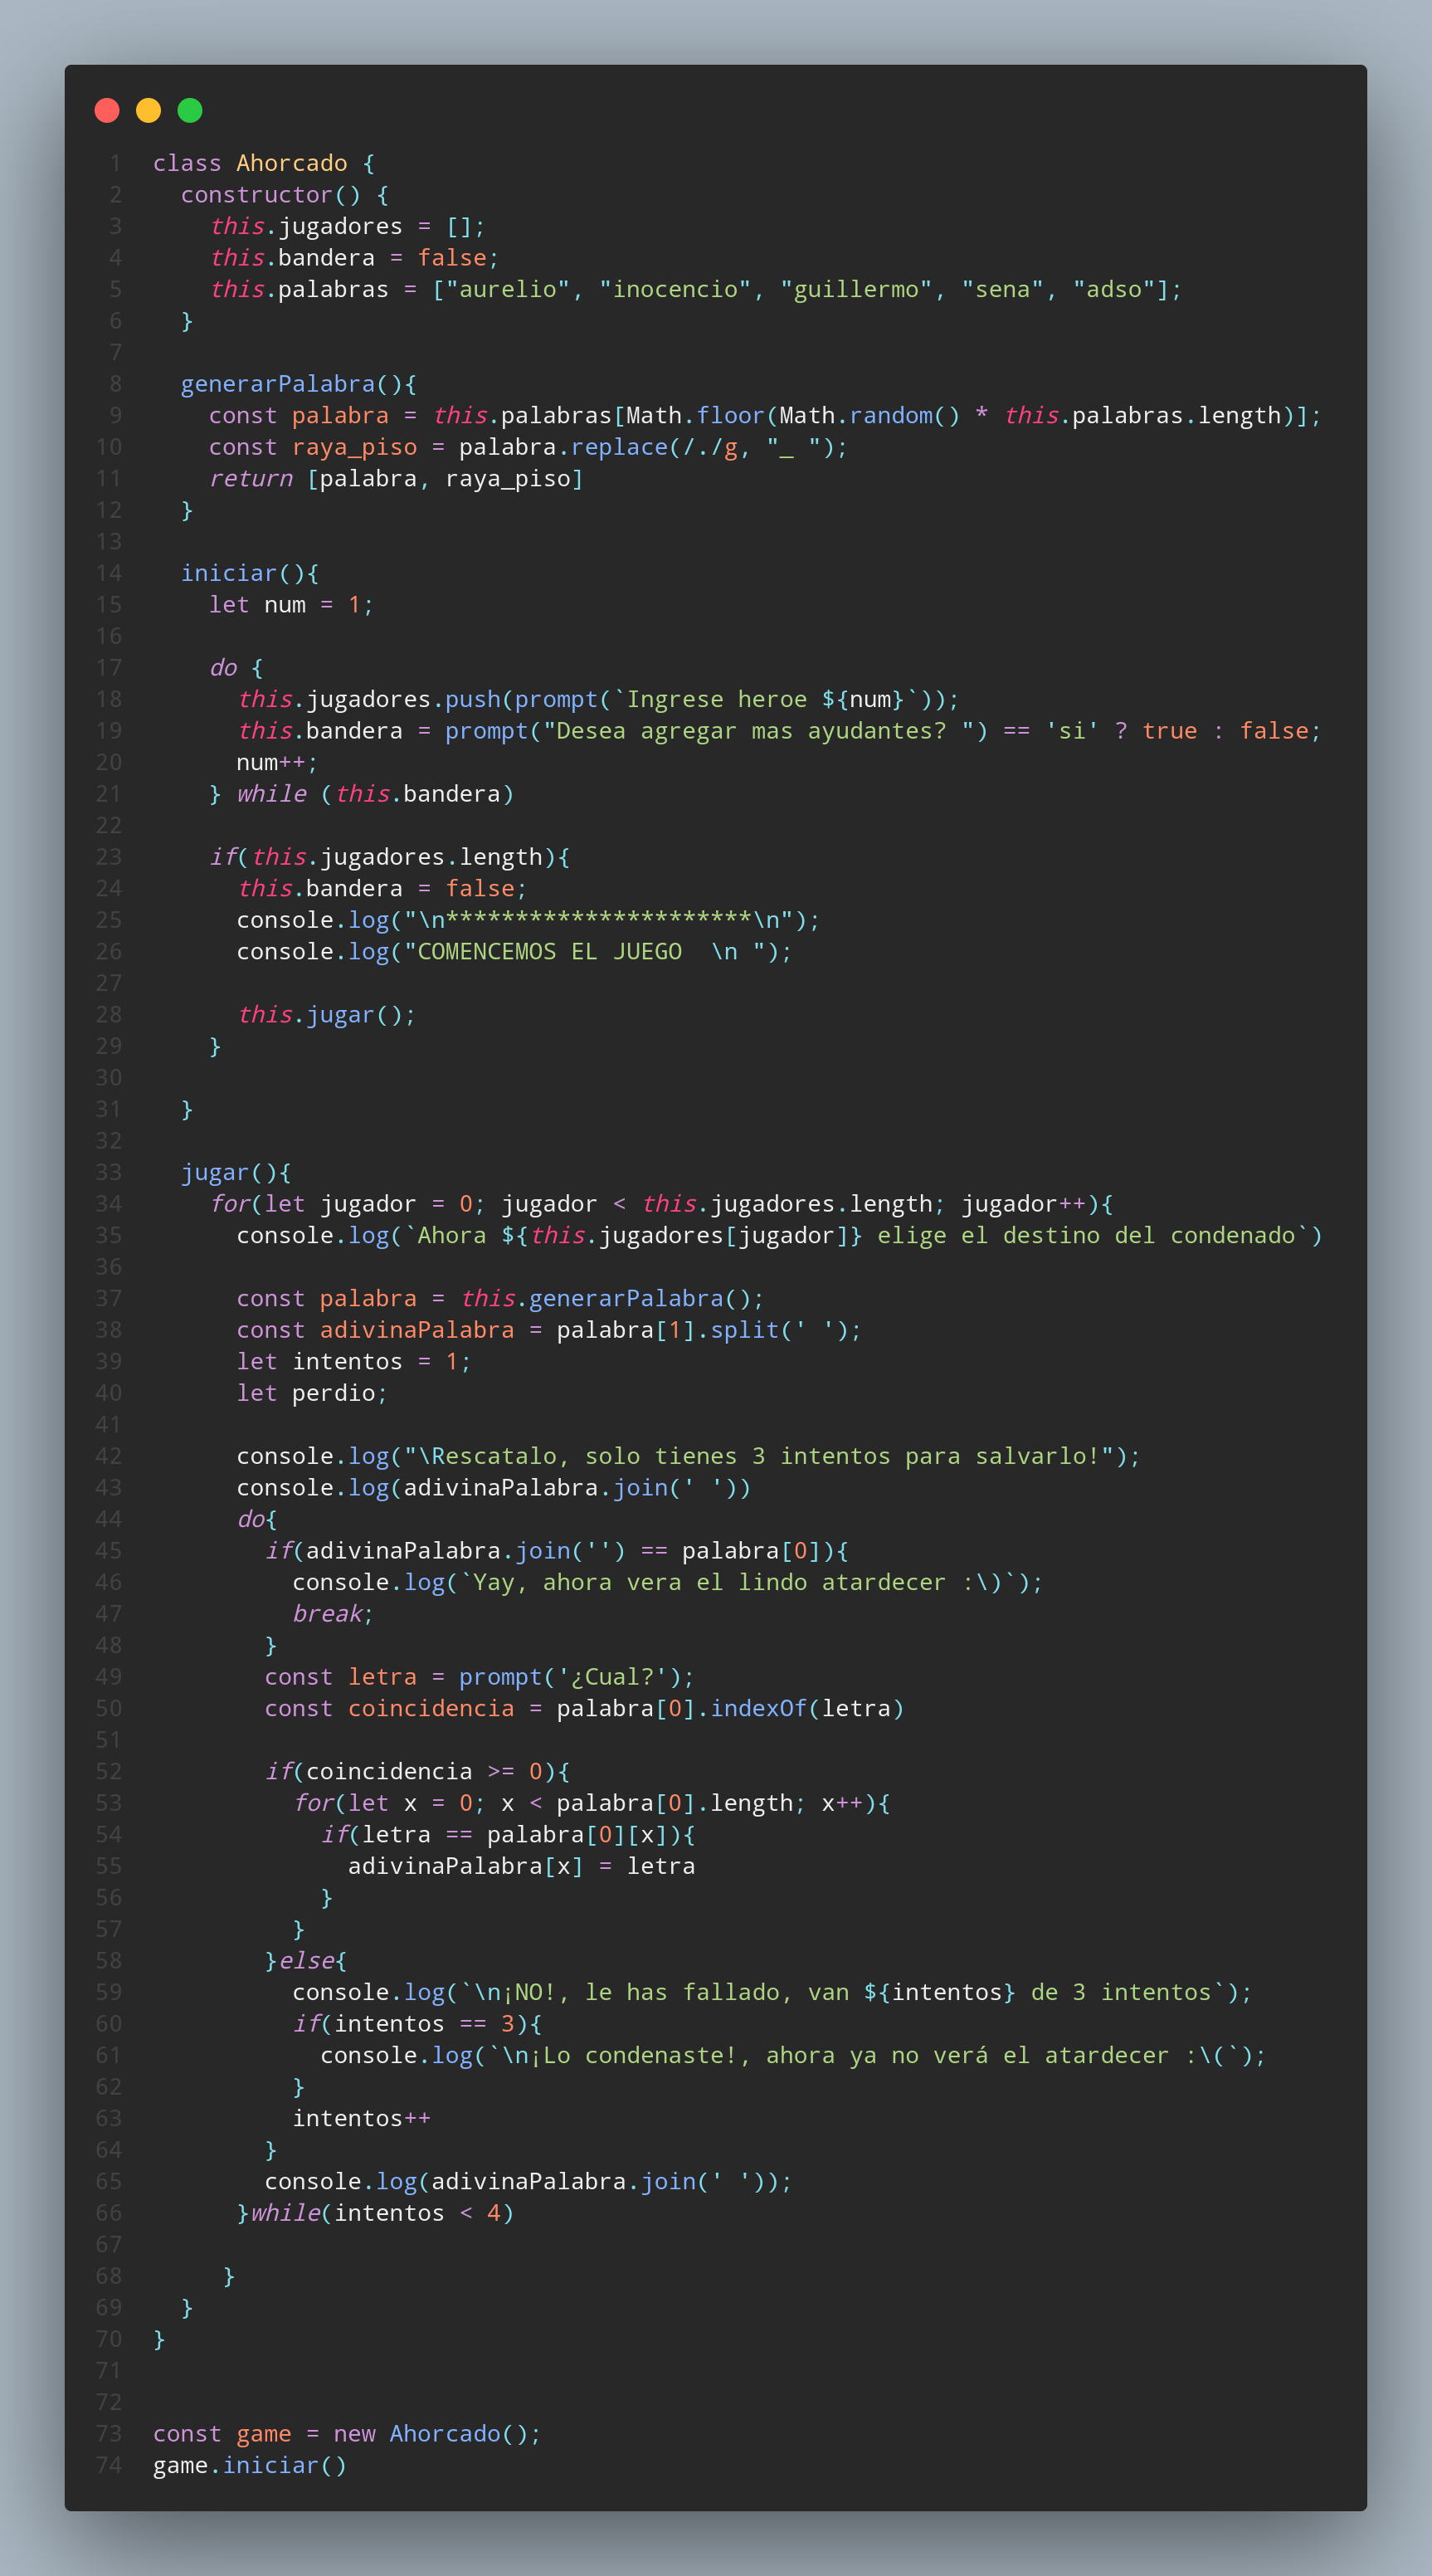 1 class Ahorcado {
2   constructor() {
3     this.jugadores = [];
4     this.bandera = false;
5     this.palabras = ["aurelio", "inocencio", "guillermo", "sena", "adso"];
6   }
7
8   generarPalabra(){
9     const palabra = this.palabras[Math.floor(Math.random() * this.palabras.length)];
10     const raya_piso = palabra.replace(/./g, "_ ");
11     return [palabra, raya_piso]
12   }
13
14   iniciar(){
15     let num = 1;
16
17     do {
18       this.jugadores.push(prompt(`Ingrese heroe ${num}`));
19       this.bandera = prompt("Desea agregar mas ayudantes? ") == 'si' ? true : false;
20       num++;
21     } while (this.bandera)
22
23     if(this.jugadores.length){
24       this.bandera = false;
25       console.log("\n**********************\n");
26       console.log("COMENCEMOS EL JUEGO  \n ");
27
28       this.jugar();
29     }
30
31   }
32
33   jugar(){
34     for(let jugador = 0; jugador < this.jugadores.length; jugador++){
35       console.log(`Ahora ${this.jugadores[jugador]} elige el destino del condenado`)
36
37       const palabra = this.generarPalabra();
38       const adivinaPalabra = palabra[1].split(' ');
39       let intentos = 1;
40       let perdio;
41
42       console.log("\Rescatalo, solo tienes 3 intentos para salvarlo!");
43       console.log(adivinaPalabra.join(' '))
44       do{
45         if(adivinaPalabra.join('') == palabra[0]){
46           console.log(`Yay, ahora vera el lindo atardecer :\)`);
47           break;
48         }
49         const letra = prompt('¿Cual?');
50         const coincidencia = palabra[0].indexOf(letra)
51
52         if(coincidencia >= 0){
53           for(let x = 0; x < palabra[0].length; x++){
54             if(letra == palabra[0][x]){
55               adivinaPalabra[x] = letra
56             }
57           }
58         }else{
59           console.log(`\n¡NO!, le has fallado, van ${intentos} de 3 intentos`);
60           if(intentos == 3){
61             console.log(`\n¡Lo condenaste!, ahora ya no verá el atardecer :\(`);
62           }
63           intentos++
64         }
65         console.log(adivinaPalabra.join(' '));
66       }while(intentos < 4)
67
68      }
69   }
70 }
71
72
73 const game = new Ahorcado();
74 game.iniciar()